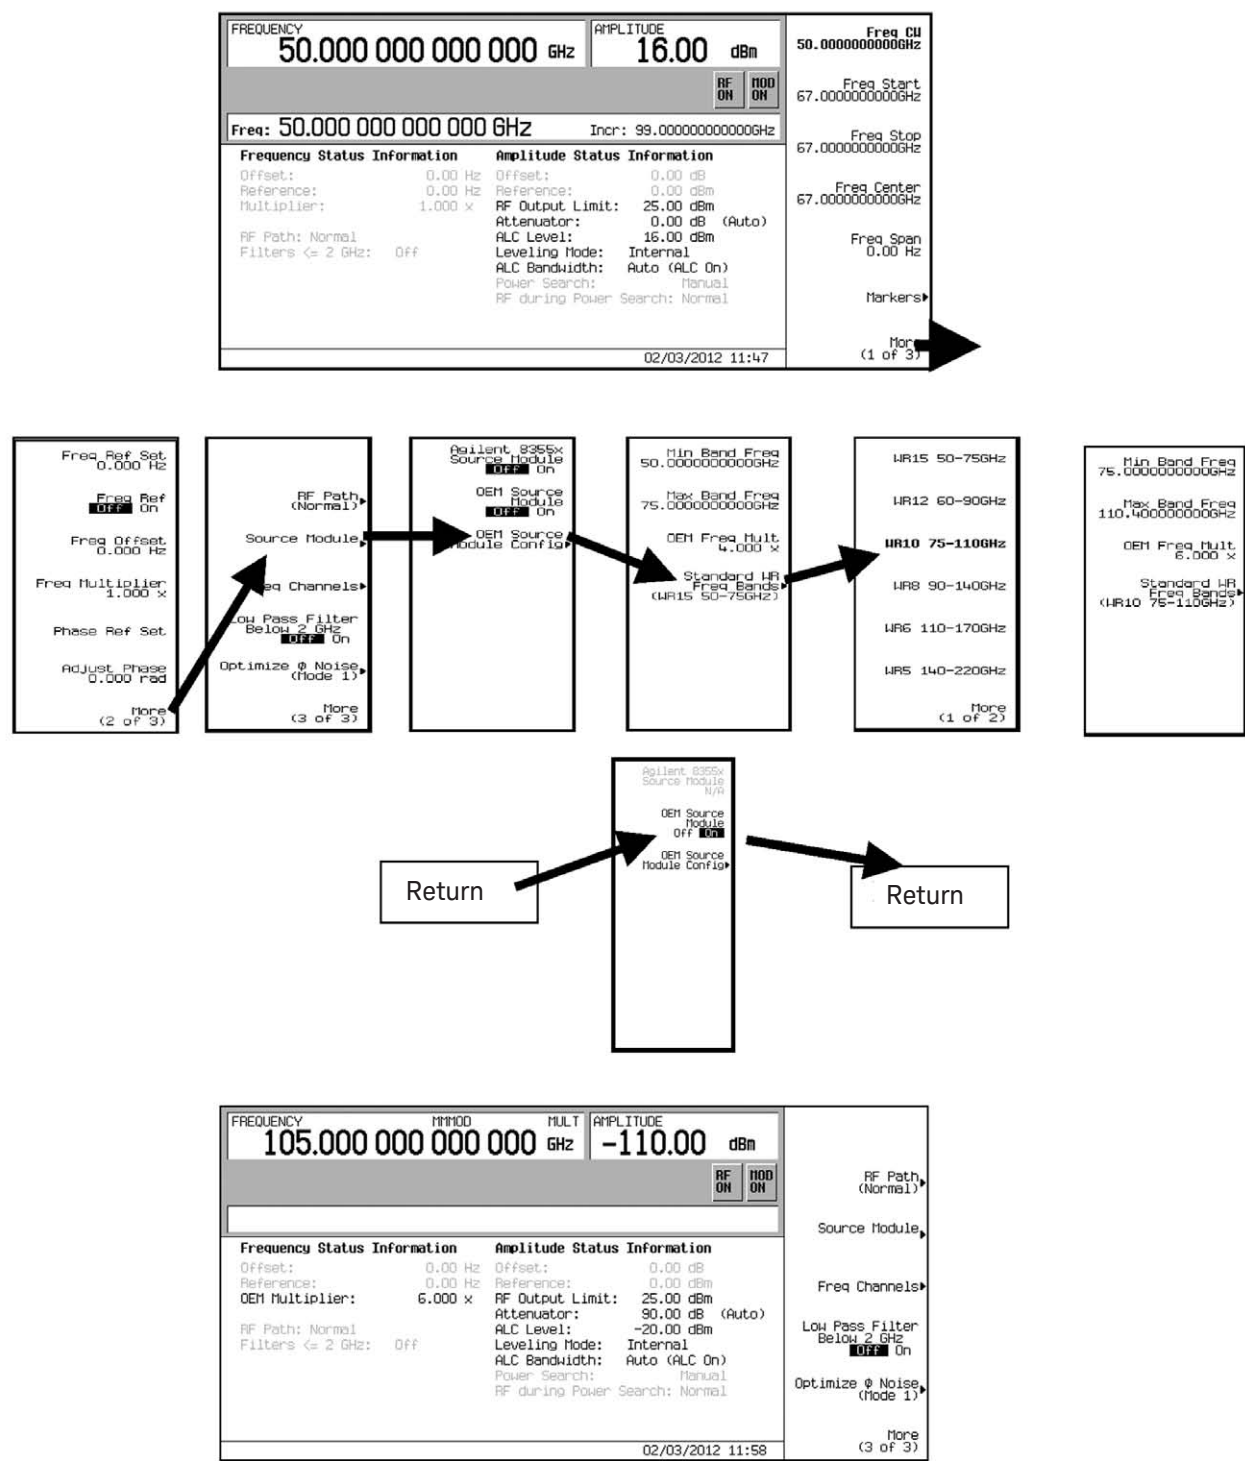 FREQUENCY
50.000 000 000 000 GHz
AMPLITUDE
16.00 dBm
RF ON
MOD ON
Freq: 50.000 000 000 000 GHz
Incr: 99.000000000000GHz
Frequency Status Information
Offset: 0.00 Hz
Reference: 0.00 Hz
Multiplier: 1.000 x
RF Path: Normal
Filters <= 2 GHz: Off
Amplitude Status Information
Offset: 0.00 dB
Reference: 0.00 dBm
RF Output Limit: 25.00 dBm
Attenuator: 0.00 dB (Auto)
ALC Level: 16.00 dBm
Leveling Mode: Internal
ALC Bandwidth: Auto (ALC On)
Power Search: Manual
RF during Power Search: Normal
02/03/2012 11:47
Freq CW
50.0000000000GHz
Freq Start
67.0000000000GHz
Freq Stop
67.0000000000GHz
Freq Center
67.0000000000GHz
Freq Span
0.00 Hz
Markers
More
(1 of 3)
Freq Ref Set
0.000 Hz
Freq Ref
Off On
Freq Offset
0.000 Hz
Freq Multiplier
1.000 x
Phase Ref Set
Adjust Phase
0.000 rad
More
(2 of 3)
RF Path
(Normal)
Source Module
Freq Channels
Low Pass Filter
Below 2 GHz
Off On
Optimize φ Noise
(Mode 1)
More
(3 of 3)
Agilent 8355x
Source Module
Off On
OEM Source
Module
Off On
OEM Source
Module Config
Min Band Freq
50.0000000000GHz
Max Band Freq
75.0000000000GHz
OEM Freq Mult
4.000 x
Standard WR
Freq Bands
(WR15 50-75GHz)
WR15 50-75GHz
WR12 60-90GHz
WR10 75-110GHz
WR8 90-140GHz
WR6 110-170GHz
WR5 140-220GHz
More
(1 of 2)
Min Band Freq
75.0000000000GHz
Max Band Freq
110.400000000GHz
OEM Freq Mult
6.000 x
Standard WR
Freq Bands
(WR10 75-110GHz)
Agilent 8355x
Source Module
N/A
OEM Source
Module
Off On
OEM Source
Module Config
Return
Return
FREQUENCY MMMOD MULT
105.000 000 000 000 GHz
AMPLITUDE
-110.00 dBm
RF ON
MOD ON
Frequency Status Information
Offset: 0.00 Hz
Reference: 0.00 Hz
OEM Multiplier: 6.000 x
RF Path: Normal
Filters <= 2 GHz: Off
Amplitude Status Information
Offset: 0.00 dB
Reference: 0.00 dBm
RF Output Limit: 25.00 dBm
Attenuator: 90.00 dB (Auto)
ALC Level: -20.00 dBm
Leveling Mode: Internal
ALC Bandwidth: Auto (ALC On)
Power Search: Manual
RF during Power Search: Normal
02/03/2012 11:58
RF Path
(Normal)
Source Module
Freq Channels
Low Pass Filter
Below 2 GHz
Off On
Optimize φ Noise
(Mode 1)
More
(3 of 3)